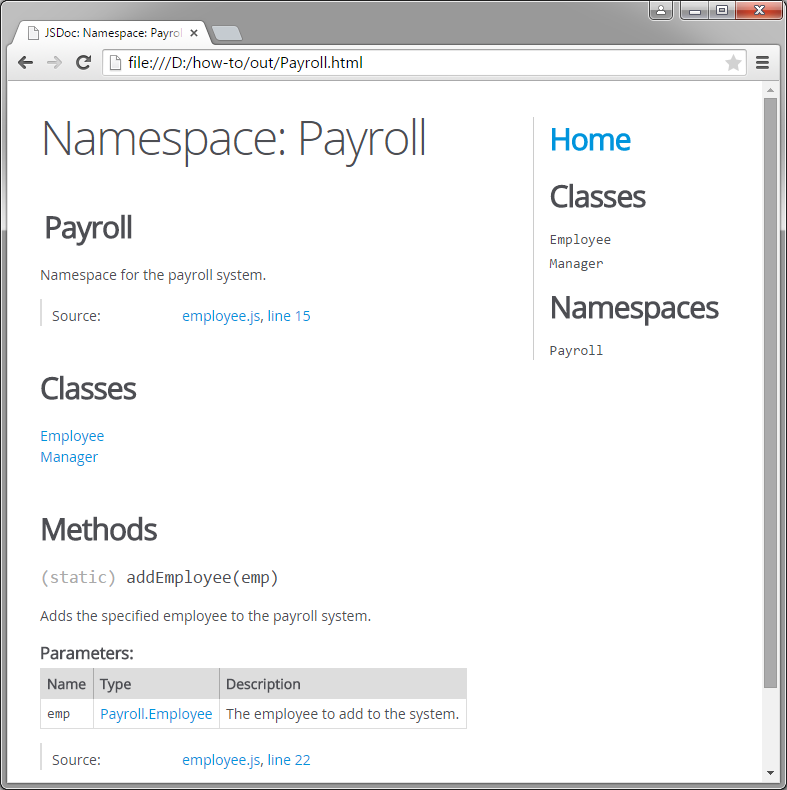 JSDoc: Namespace: Payrol
file:///D:/how-to/out/Payroll.html
Namespace: Payroll
Payroll
Namespace for the payroll system.
Source: employee.js, line 15
Classes
Employee
Manager
Methods
(static) addEmployee(emp)
Adds the specified employee to the payroll system.
Parameters:
Name Type Description
emp Payroll.Employee The employee to add to the system.
Source: employee.js, line 22
Home
Classes
Employee
Manager
Namespaces
Payroll